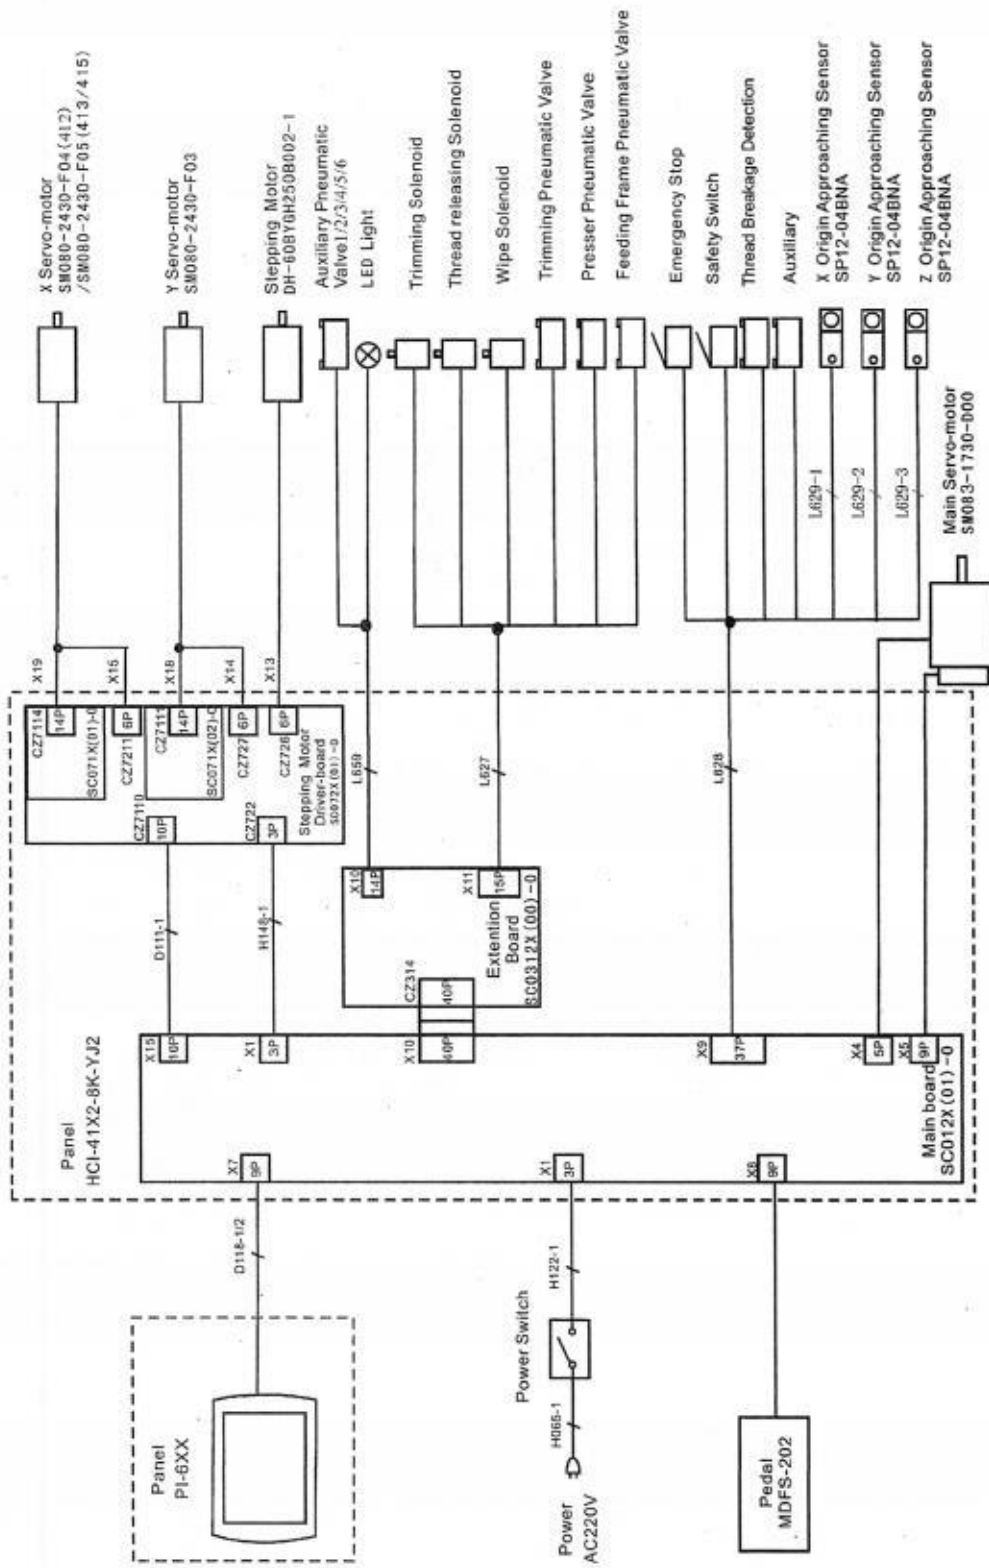 Panel
PI-6XX
Power
AC220V
H065-1
Power Switch
H122-1
Pedal
MDFS-202
D118-1/2
Panel
HCI-41X2-8K-YJ2
X7
9P
X1
3P
X8
9P
X15
10P
X1
3P
X10
40P
X9
37P
X4
5P
X5
9P
Main board
SC012X(01)-0
D111-1
H148-1
CZ314
40P
X10
14P
X11
15P
Extention
Board
SC0312X(00)-0
CZ7110
10P
CZ722
3P
Stepping Motor
Driver-board
CZ7114
14P
SC071X(01)-0
CZ7211
6P
CZ7111
14P
SC071X(02)-0
CZ727
6P
CZ726
6P
X19
X15
X18
X14
X13
L659
L627
L628
X Servo-motor
SM080-2430-F04(412)
/SM080-2430-F05(413/415)
Y Servo-motor
SM080-2430-F03
Stepping Motor
DH-60BYGH250B002-1
Auxiliary Pneumatic
Valve1/2/3/4/5/6
LED Light
Trimming Solenoid
Thread releasing Solenoid
Wipe Solenoid
Trimming Pneumatic Valve
Presser Pneumatic Valve
Feeding Frame Pneumatic Valve
Emergency Stop
Safety Switch
Thread Breakage Detection
Auxiliary
X Origin Approaching Sensor
SP12-04BNA
Y Origin Approaching Sensor
SP12-04BNA
Z Origin Approaching Sensor
SP12-04BNA
L629-1
L629-2
L629-3
Main Servo-motor
SM083-1730-D00